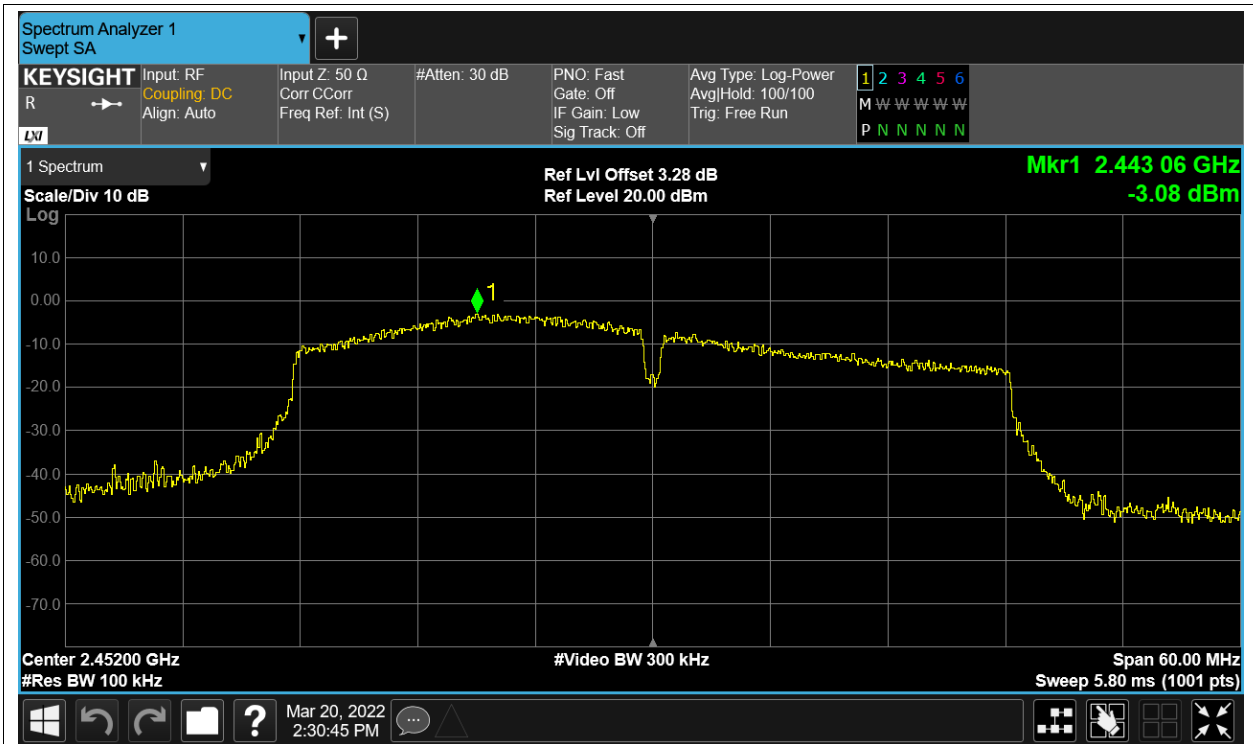 Spectrum Analyzer 1
Swept SA
KEYSIGHT
R
LXI
Input: RF
Coupling: DC
Align: Auto
Input Z: 50 Ω
Corr CCorr
Freq Ref: Int (S)
#Atten: 30 dB
PNO: Fast
Gate: Off
IF Gain: Low
Sig Track: Off
Avg Type: Log-Power
Avg|Hold: 100/100
Trig: Free Run
1 2 3 4 5 6
M W W W W W
P N N N N N
1 Spectrum
Scale/Div 10 dB
Ref Lvl Offset 3.28 dB
Ref Level 20.00 dBm
Mkr1 2.443 06 GHz
-3.08 dBm
Log
10.0
0.00
-10.0
-20.0
-30.0
-40.0
-50.0
-60.0
-70.0
1
Center 2.45200 GHz
#Res BW 100 kHz
#Video BW 300 kHz
Span 60.00 MHz
Sweep 5.80 ms (1001 pts)
?
Mar 20, 2022
2:30:45 PM